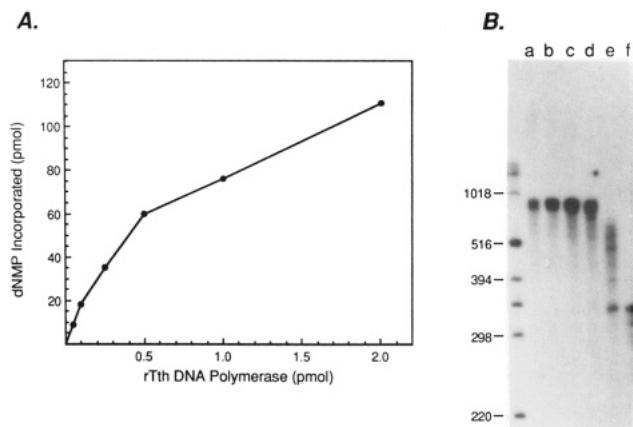 A.
120
100
80
60
40
20
dNMP Incorporated (pmol)
0.5 1.0 1.5 2.0
rTth DNA Polymerase (pmol)
B.
a b c d e f
1018
516
394
298
220